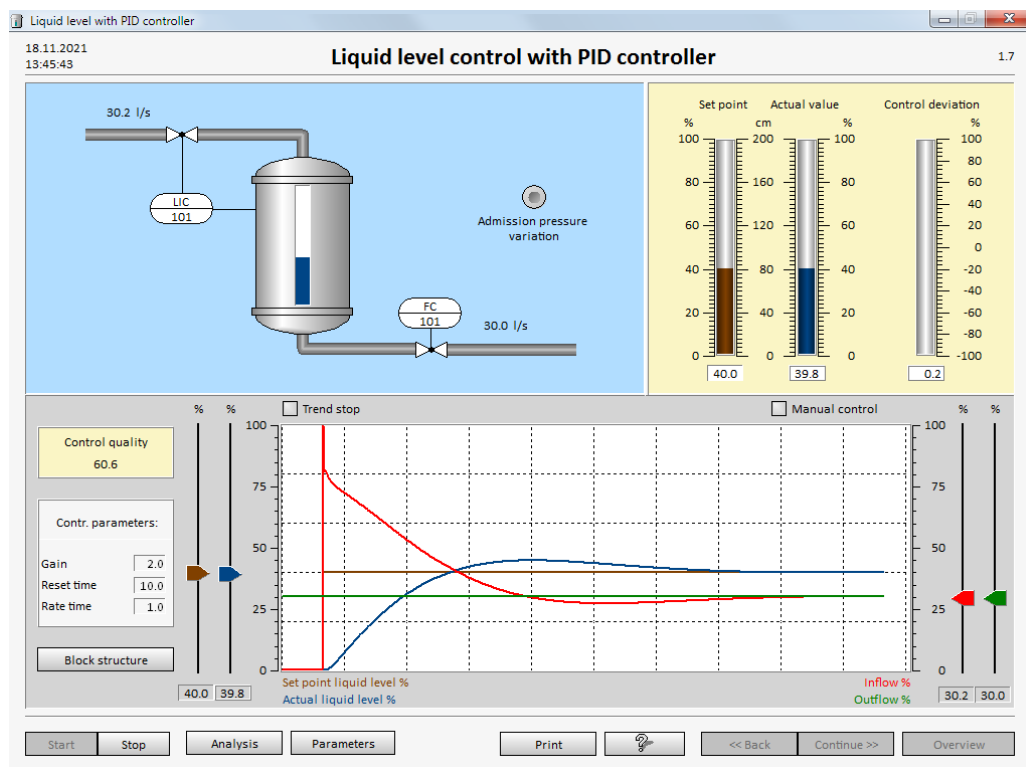 Liquid level with PID controller
18.11.2021
13:45:43
Liquid level control with PID controller
1.7
30.2 l/s
LIC
101
Admission pressure
variation
FC
101
30.0 l/s
Set point Actual value Control deviation
% cm % %
100 200 100 100
80
80 160 80 60
40
60 120 60 20
0
40 80 40 -20
-40
20 40 20 -60
-80
0 0 0 -100
40.0 39.8 0.2
% % Trend stop Manual control % %
Control quality
60.6
Contr. parameters:
Gain 2.0
Reset time 10.0
Rate time 1.0
Block structure
100 100
75 75
50 50
25 25
0 0
40.0 39.8
Set point liquid level % Inflow %
Actual liquid level % Outflow %
30.2 30.0
Start Stop Analysis Parameters Print ? << Back Continue >> Overview